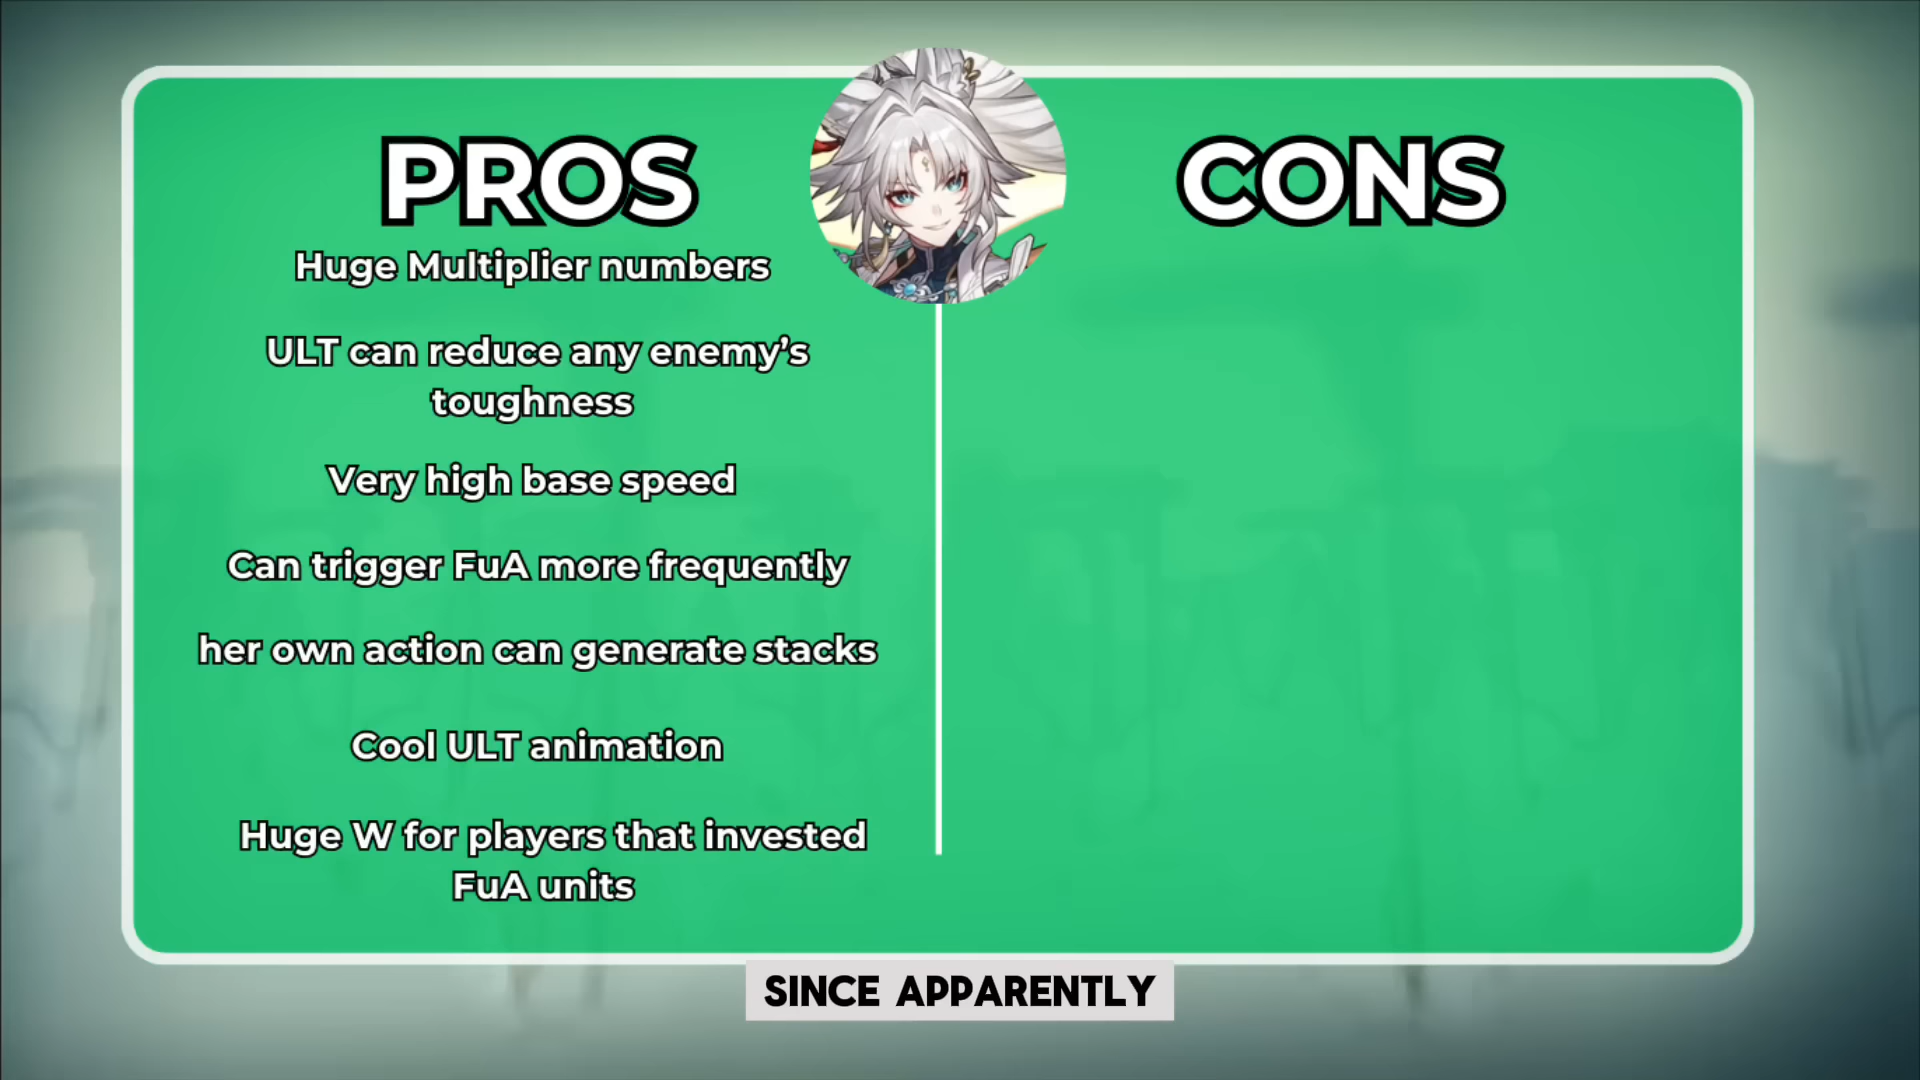 PROS
Huge Multiplier numbers
ULT can reduce any enemy’s
toughness
Very high base speed
Can trigger FuA more frequently
her own action can generate stacks
Cool ULT animation
Huge W for players that invested
FuA units
CONS
SINCE APPARENTLY